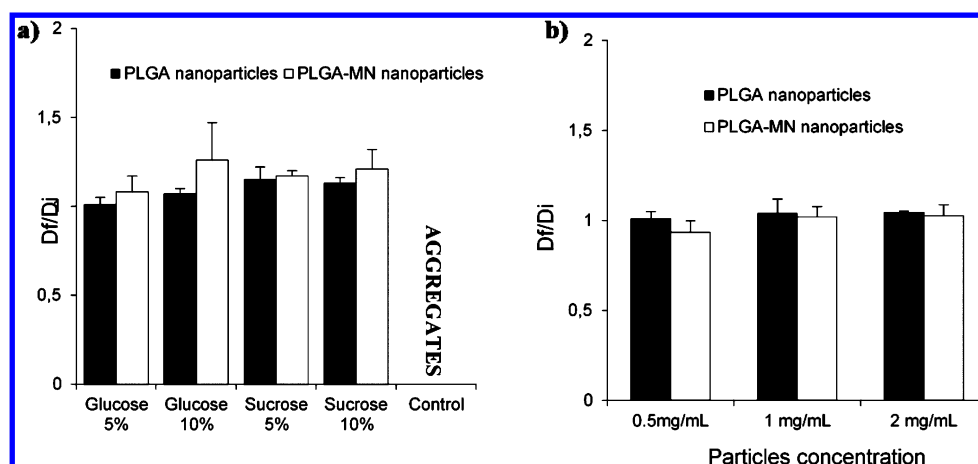 a)
2
PLGA nanoparticles PLGA-MN nanoparticles
1,5
1
0,5
0
Df/Di
AGGREGATES
Glucose 5%
Glucose 10%
Sucrose 5%
Sucrose 10%
Control
b)
2
PLGA nanoparticles
PLGA-MN nanoparticles
1,5
1
0,5
0
Df/Di
0.5mg/mL 1 mg/mL 2 mg/mL
Particles concentration